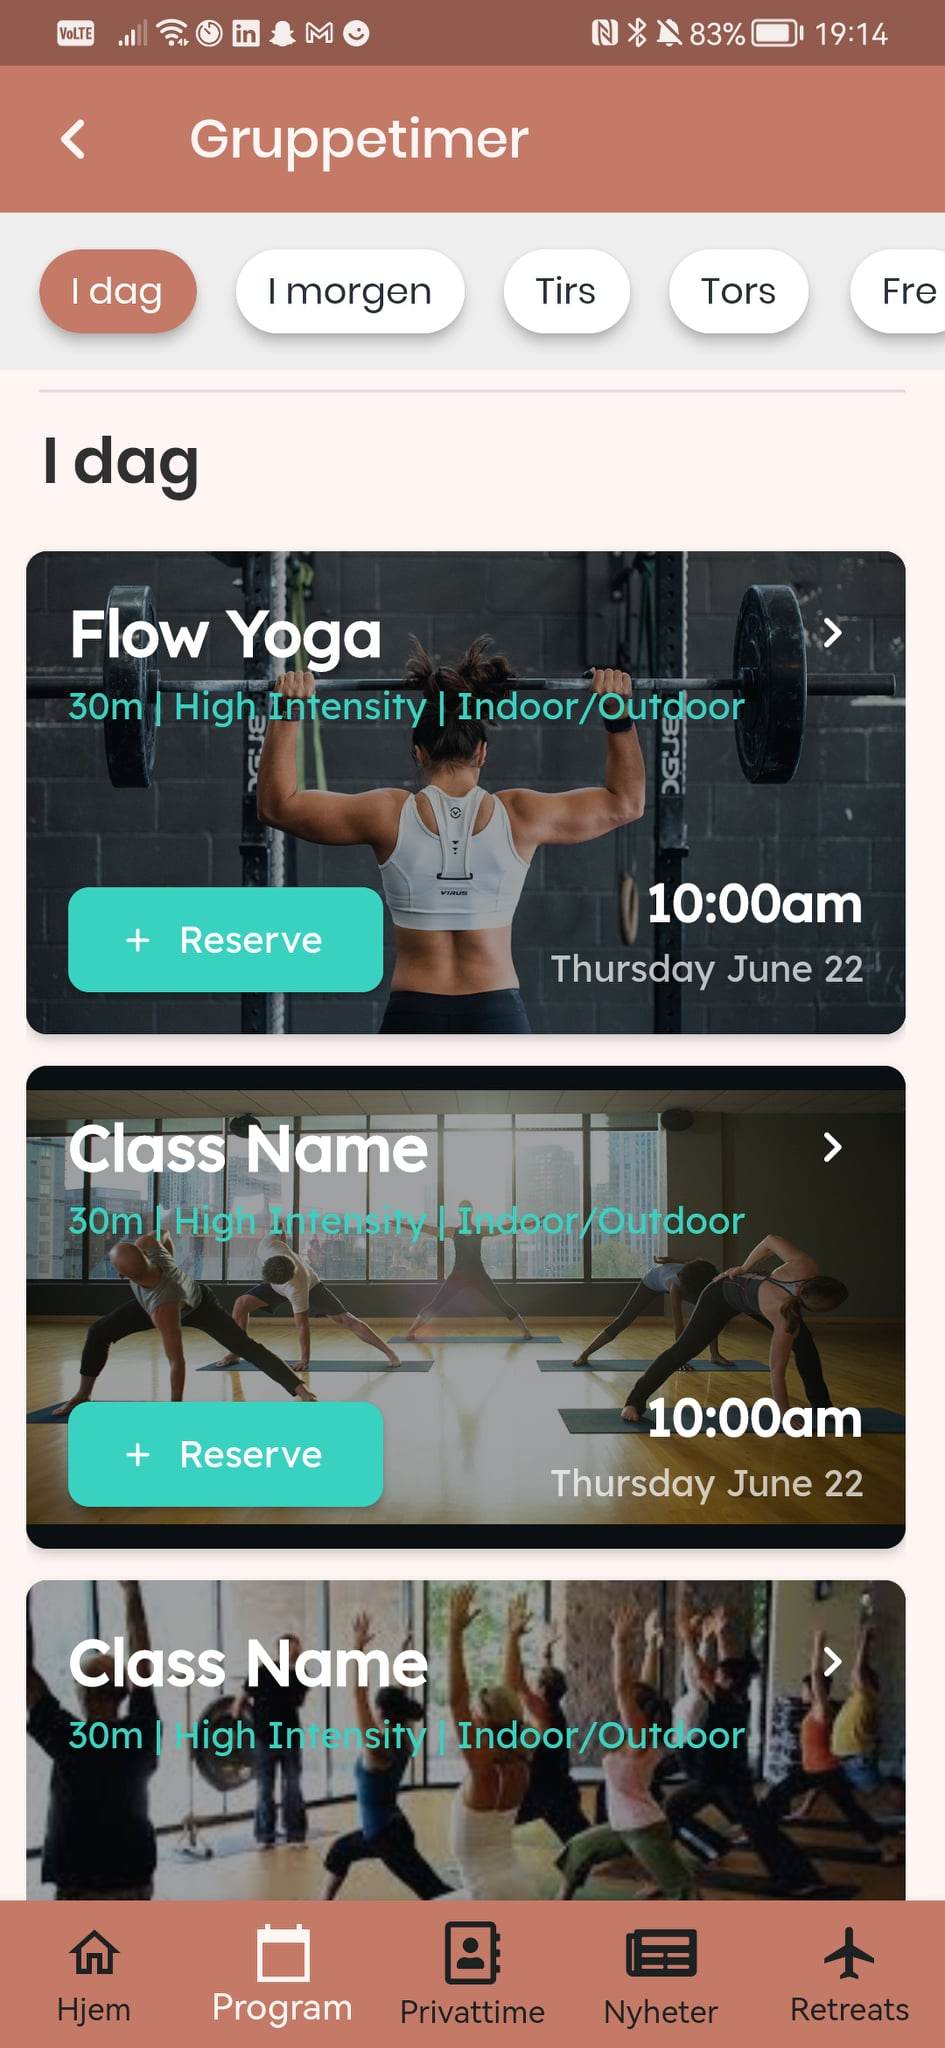 VoLTE 83% 19:14
Gruppetimer
I dag I morgen Tirs Tors Fre
I dag
Flow Yoga
30m | High Intensity | Indoor/Outdoor
VIRUS
+ Reserve
10:00am
Thursday June 22
Class Name
30m | High Intensity | Indoor/Outdoor
+ Reserve
10:00am
Thursday June 22
Class Name
30m | High Intensity | Indoor/Outdoor
Hjem Program Privattime Nyheter Retreats